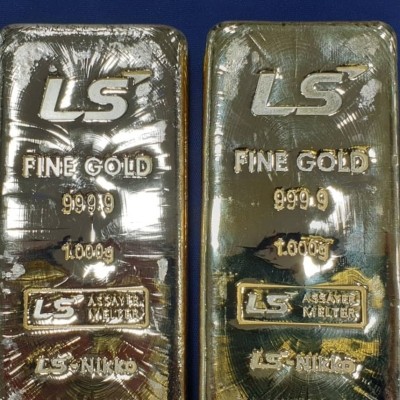 LS
FINE GOLD
999.9
1.000g
LS ASSAYER
MELTER
LS-Nikko
LS
FINE GOLD
999.9
1.000g
LS ASSAYER
MELTER
LS-Nikko